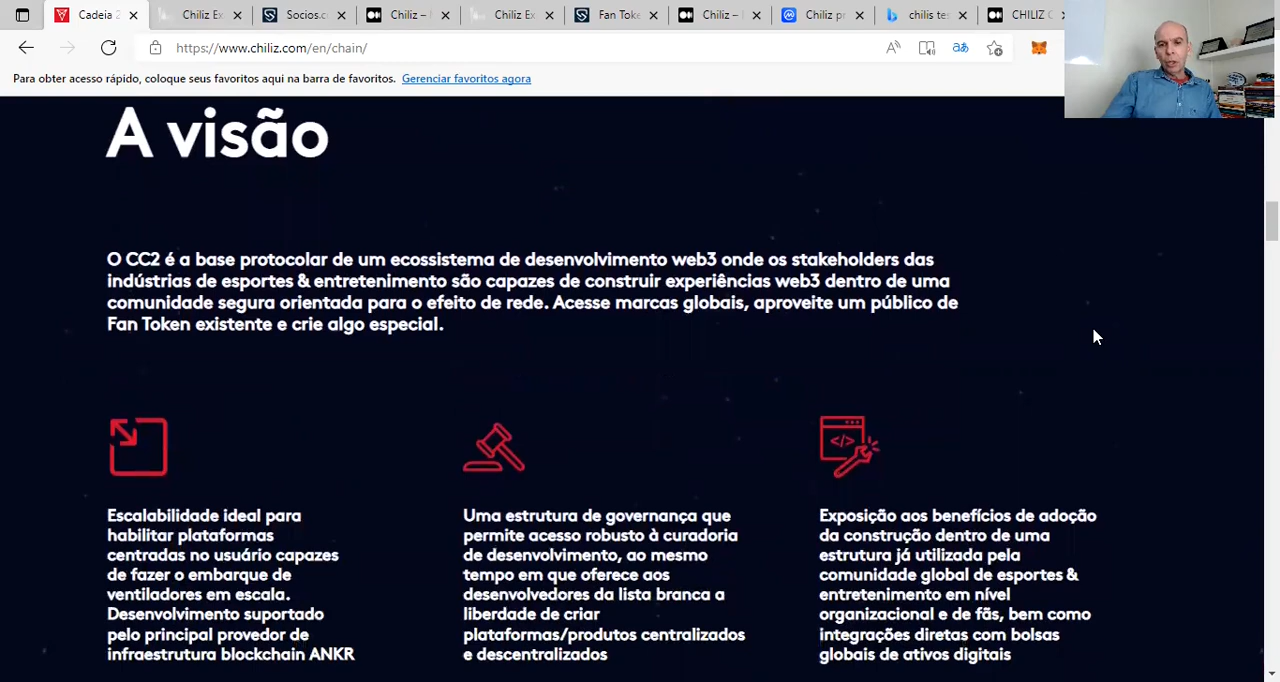 Cadeia 2
Chiliz Ex
Socios.c
Chiliz –
Chiliz Ex
Fan Toke
Chiliz –
Chiliz p
chilis tes
CHILIZ
https://www.chiliz.com/en/chain/
Para obter acesso rápido, coloque seus favoritos aqui na barra de favoritos. Gerenciar favoritos agora
A visão
O CC2 é a base protocolar de um ecossistema de desenvolvimento web3 onde os stakeholders das
indústrias de esportes & entretenimento são capazes de construir experiências web3 dentro de uma
comunidade segura orientada para o efeito de rede. Acesse marcas globais, aproveite um público de
Fan Token existente e crie algo especial.
Escalabilidade ideal para
habilitar plataformas
centradas no usuário capazes
de fazer o embarque de
ventiladores em escala.
Desenvolvimento suportado
pelo principal provedor de
infraestrutura blockchain ANKR
Uma estrutura de governança que
permite acesso robusto à curadoria
de desenvolvimento, ao mesmo
tempo em que oferece aos
desenvolvedores da lista branca a
liberdade de criar
plataformas/produtos centralizados
e descentralizados
Exposição aos benefícios de adoção
da construção dentro de uma
estrutura já utilizada pela
comunidade global de esportes &
entretenimento em nível
organizacional e de fãs, bem como
integrações diretas com bolsas
globais de ativos digitais